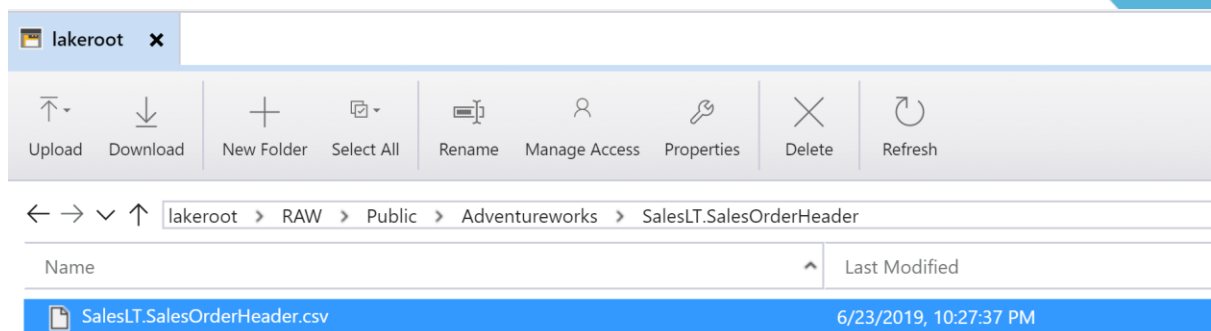 lakeroot
Upload Download New Folder Select All Rename Manage Access Properties Delete Refresh
lakeroot > RAW > Public > Adventureworks > SalesLT.SalesOrderHeader
Name Last Modified
SalesLT.SalesOrderHeader.csv 6/23/2019, 10:27:37 PM